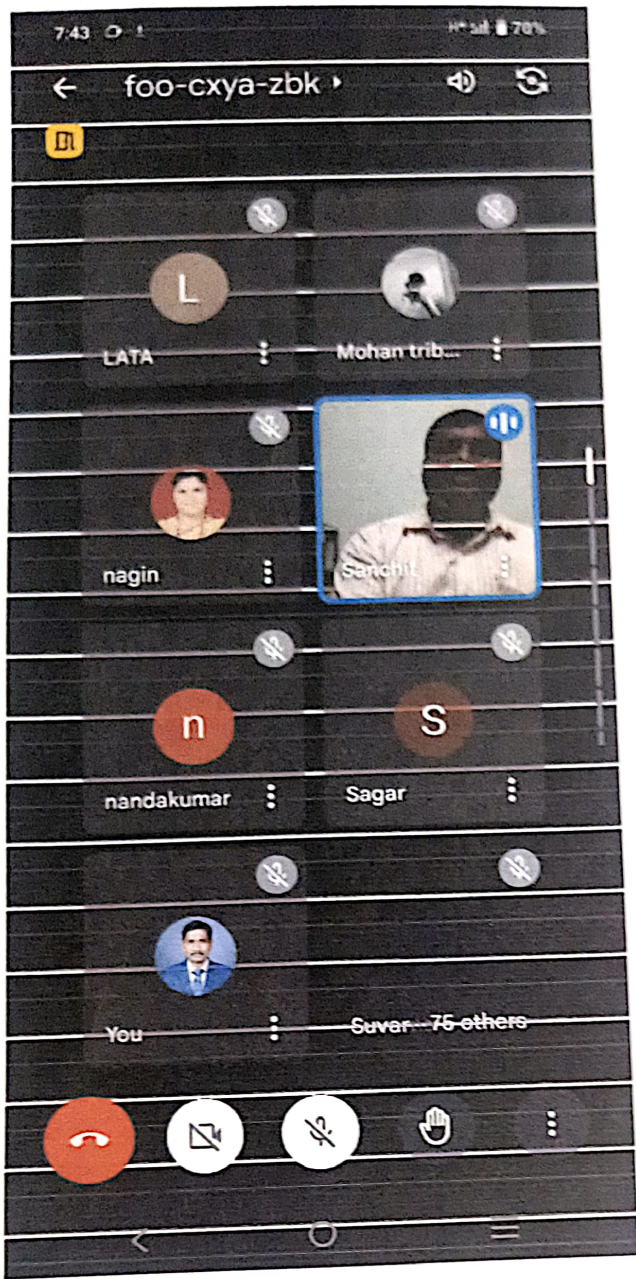 7:43 70%
foo-cxya-zbk
L
LATA Mohan trib...
nagin Sanchit
n S
nandakumar Sagar
You Suvar 75 others